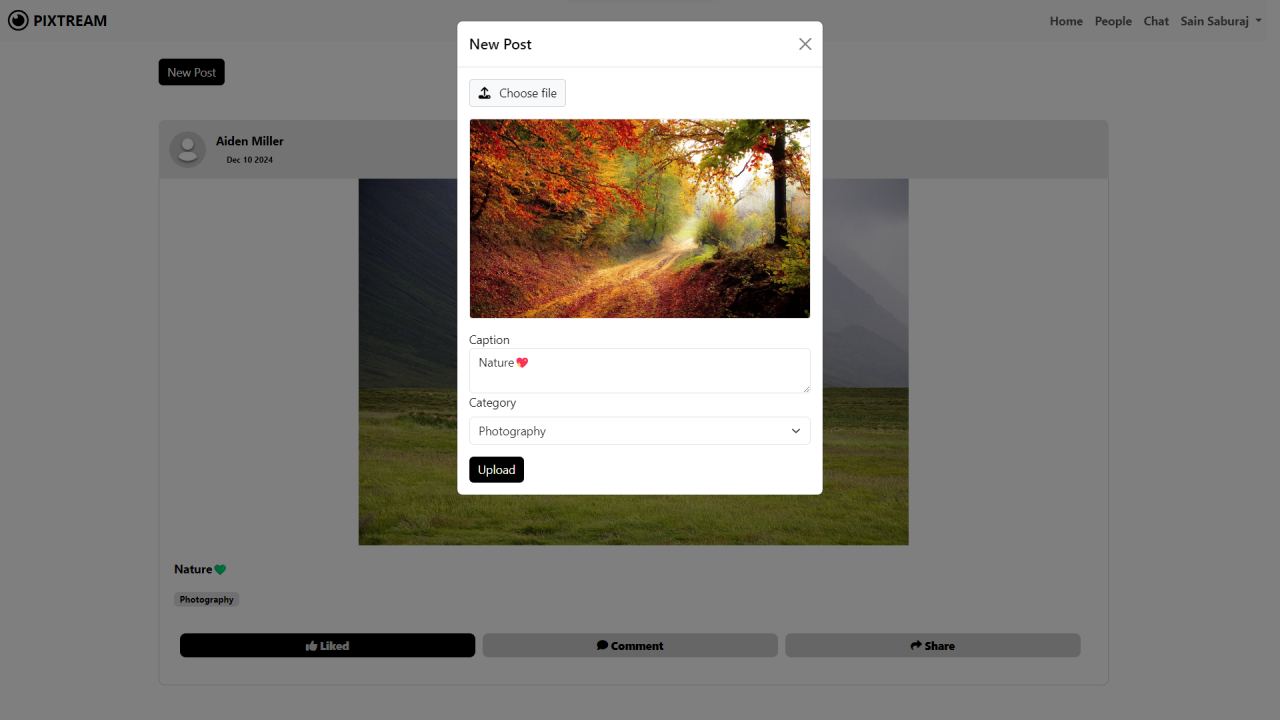 PIXTREAM
Home People Chat Sain Saburaj
New Post
New Post
Choose file
Aiden Miller
Dec 10 2024
Caption
Nature💖
Category
Photography
Upload
Nature💚
Photography
Liked
Comment
Share